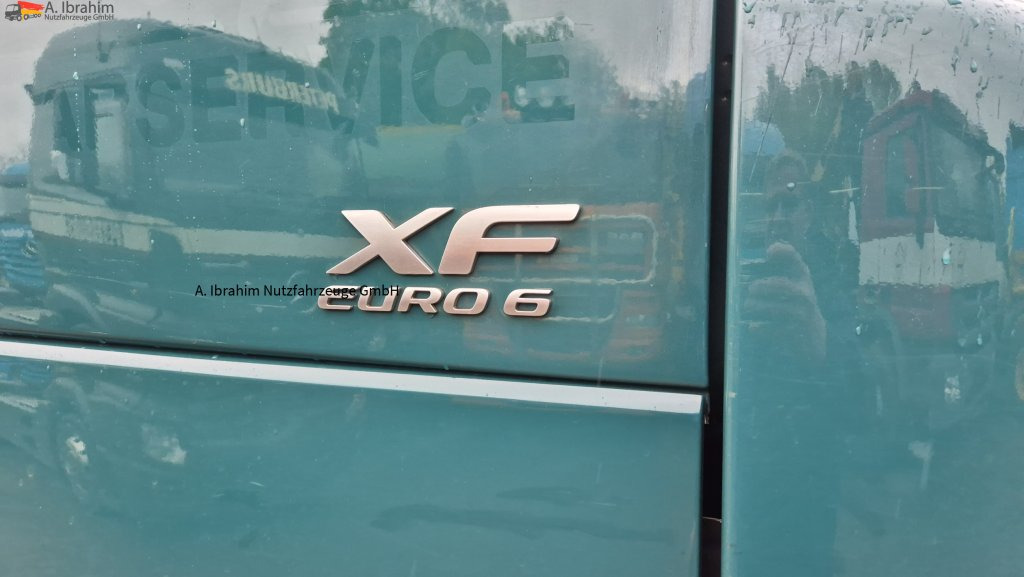 A. Ibrahim
Nutzfahrzeuge GmbH
SERVICE
XF
A. Ibrahim Nutzfahrzeuge GmbH
EURO 6